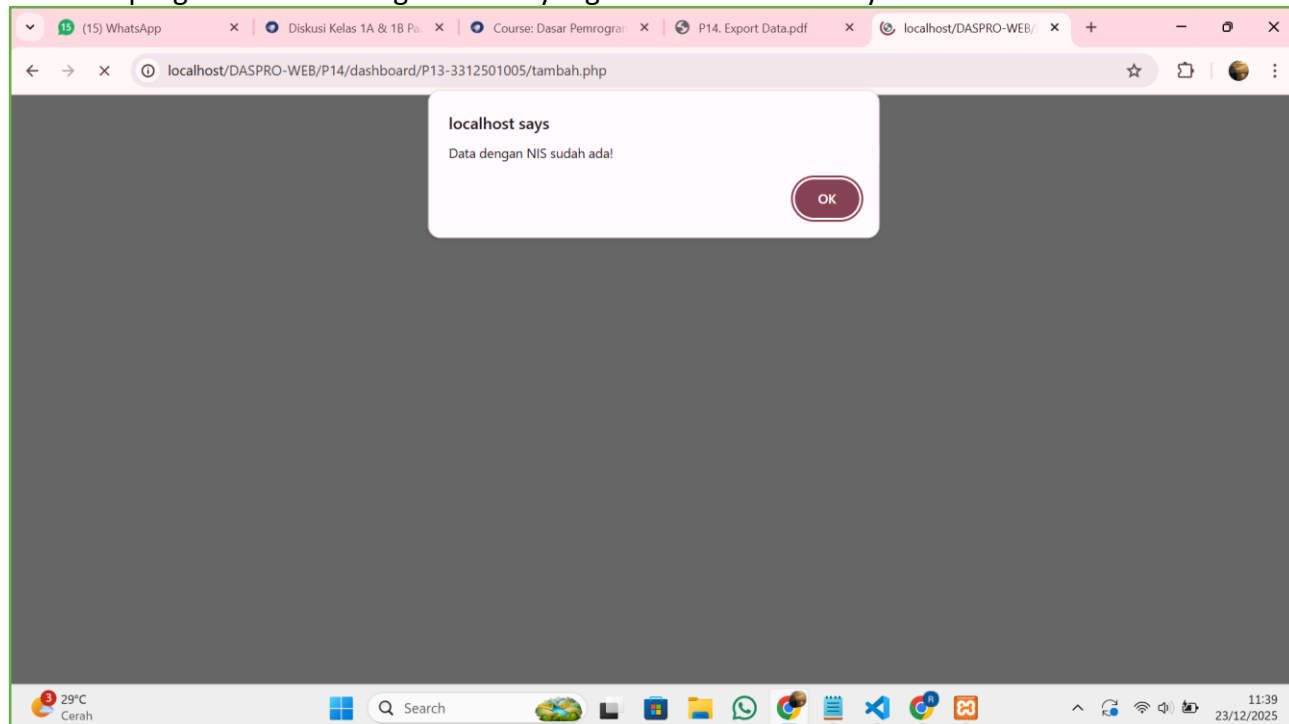 (15) WhatsApp
Diskusi Kelas 1A & 1B Pa
Course: Dasar Pemrogra
P14. Export Data.pdf
localhost/DASPRO-WEB/
localhost/DASPRO-WEB/P14/dashboard/P13-3312501005/tambah.php
localhost says
Data dengan NIS sudah ada!
OK
3
29°C
Cerah
Search
11:39
23/12/2025